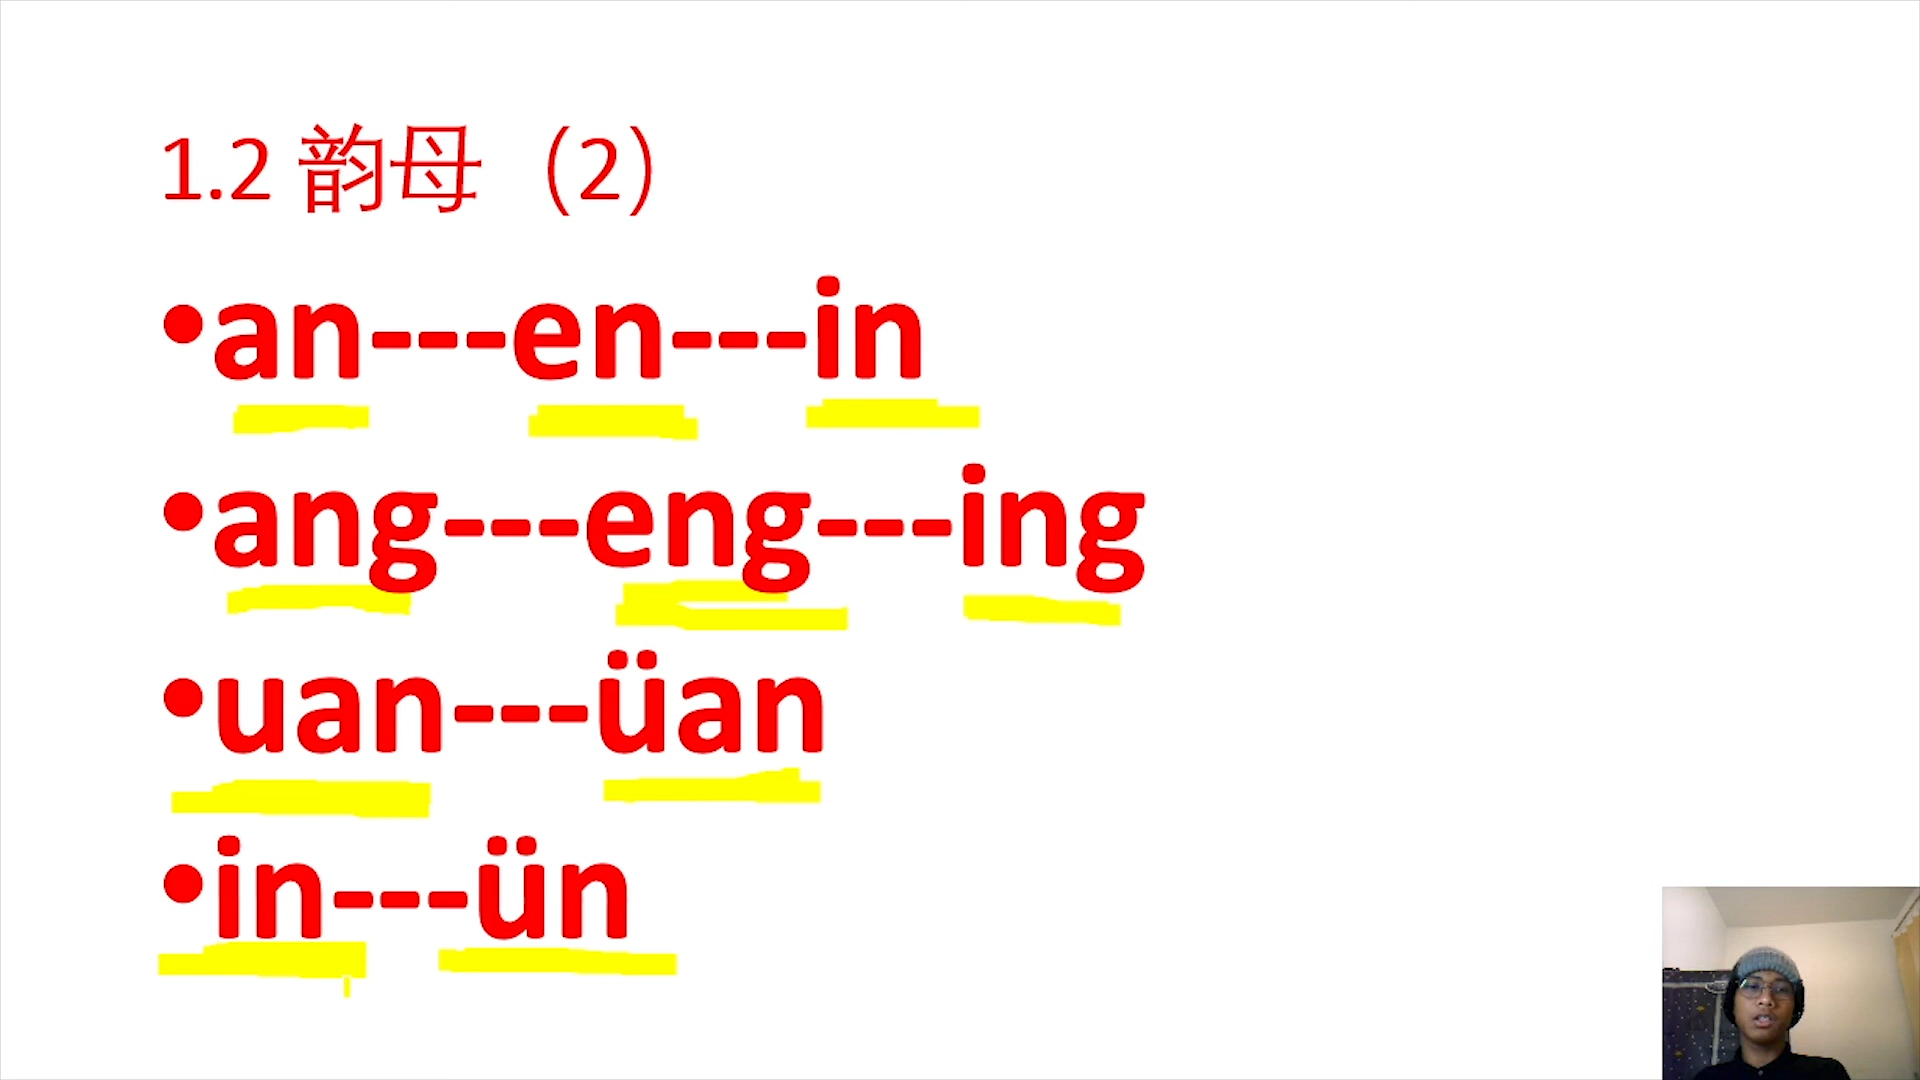 1.2 韵母（2）
•an---en---in
•ang---eng---ing
•uan---üan
•in---ün